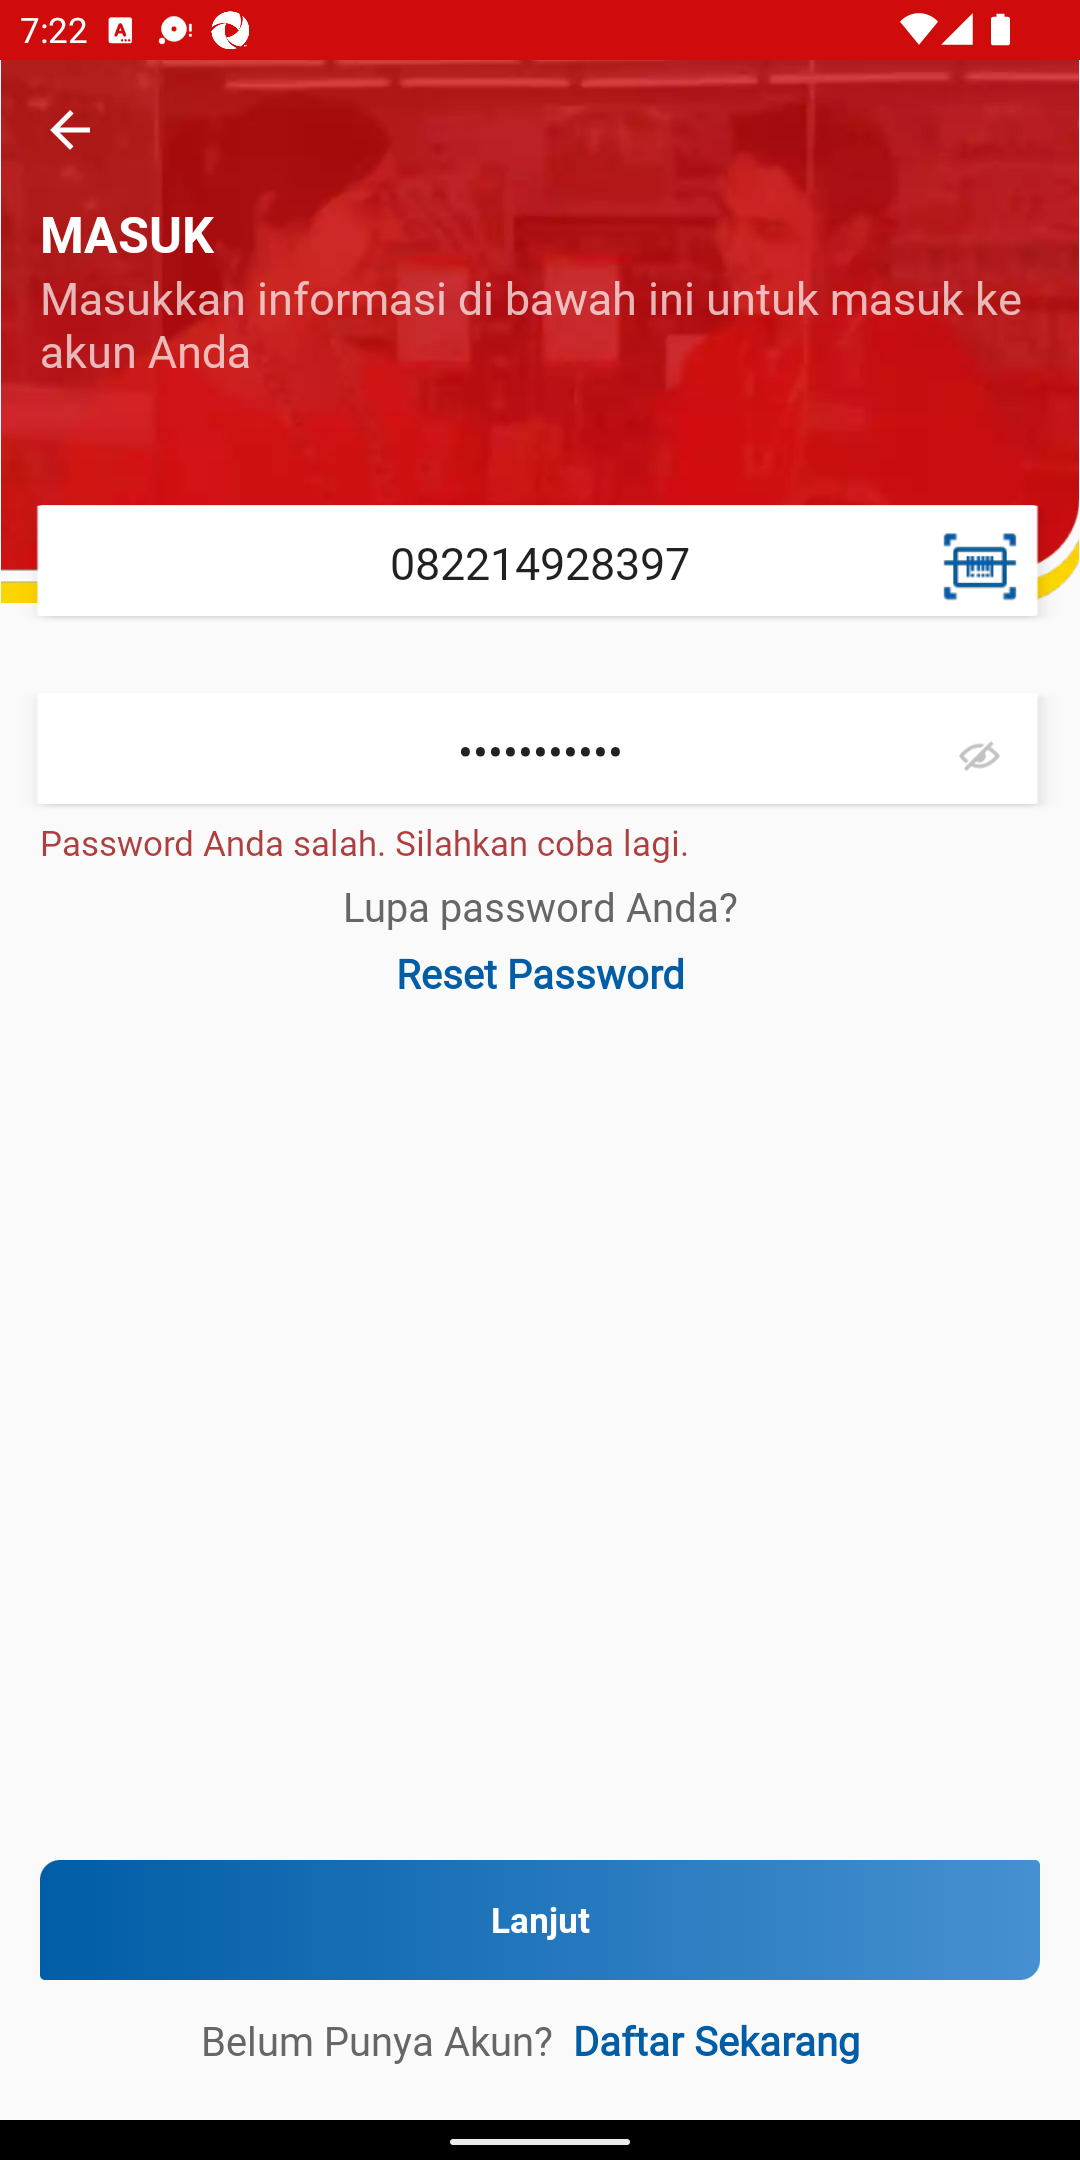 7:22
MASUK
Masukkan informasi di bawah ini untuk masuk ke
akun Anda
082214928397
•••••••••••
Password Anda salah. Silahkan coba lagi.
Lupa password Anda?
Reset Password
Lanjut
Belum Punya Akun? Daftar Sekarang